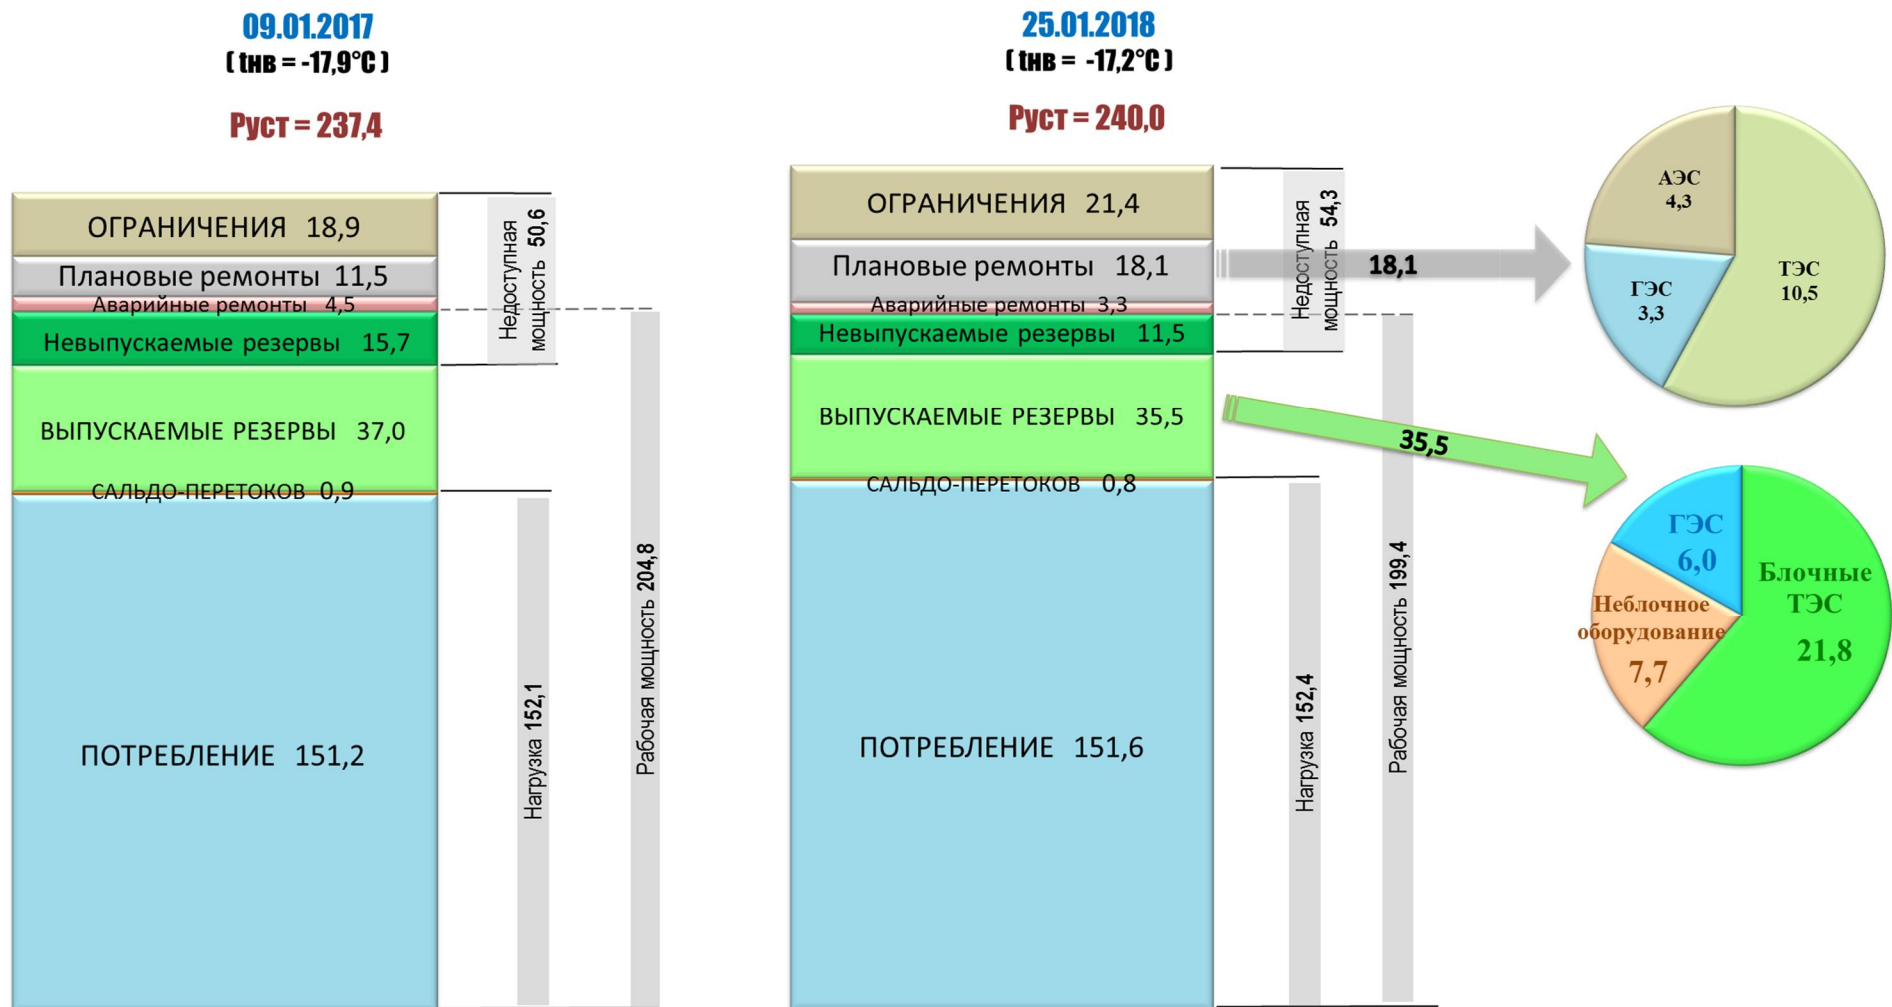 09.01.2017
( tнв = -17,9°C )
Руст = 237,4
ОГРАНИЧЕНИЯ 18,9
Плановые ремонты 11,5
Аварийные ремонты 4,5
Невыпускаемые резервы 15,7
ВЫПУСКАЕМЫЕ РЕЗЕРВЫ 37,0
САЛЬДО-ПЕРЕТОКОВ 0,9
ПОТРЕБЛЕНИЕ 151,2
Недоступная
мощность 50,6
Нагрузка 152,1
Рабочая мощность 204,8
25.01.2018
( tнв = -17,2°C )
Руст = 240,0
ОГРАНИЧЕНИЯ 21,4
Плановые ремонты 18,1
Аварийные ремонты 3,3
Невыпускаемые резервы 11,5
ВЫПУСКАЕМЫЕ РЕЗЕРВЫ 35,5
САЛЬДО-ПЕРЕТОКОВ 0,8
ПОТРЕБЛЕНИЕ 151,6
Недоступная
мощность 54,3
Нагрузка 152,4
Рабочая мощность 199,4
18,1
35,5
АЭС
4,3
ГЭС
3,3
ТЭС
10,5
ГЭС
6,0
Неблочное
оборудование
7,7
Блочные
ТЭС
21,8